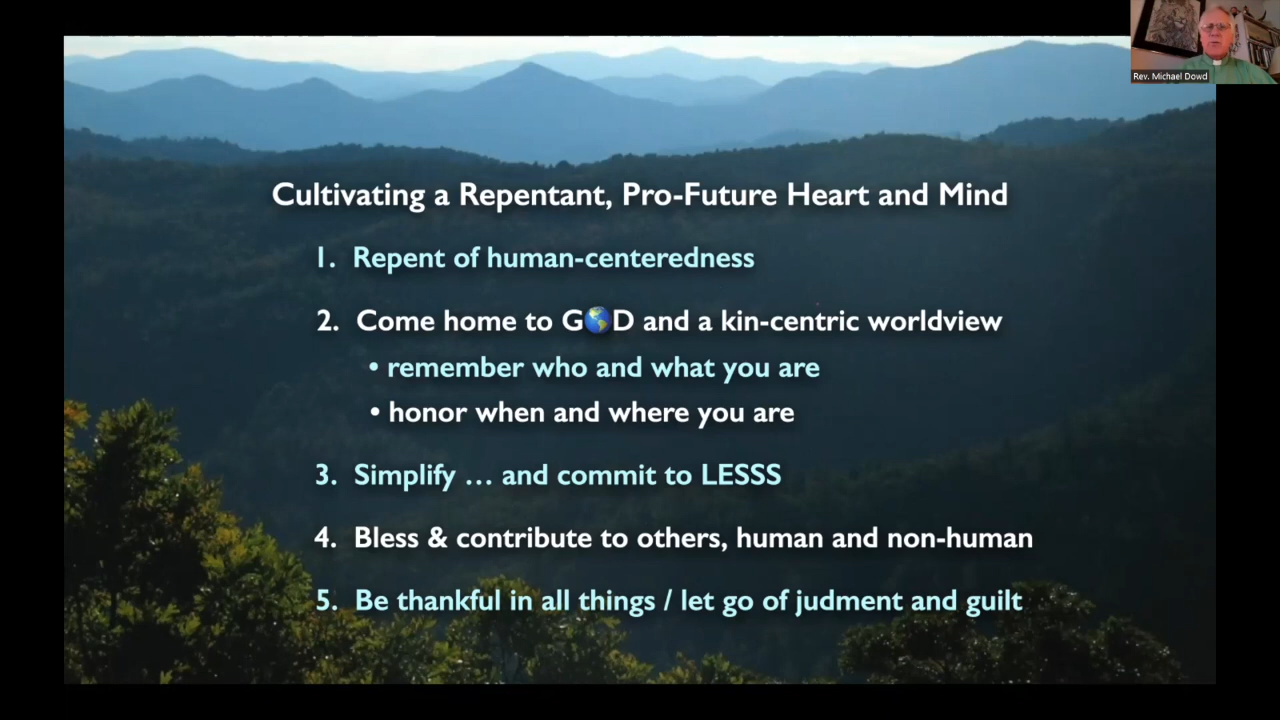 Rev. Michael Dowd
Cultivating a Repentant, Pro-Future Heart and Mind
1. Repent of human-centeredness
2. Come home to G🌎D and a kin-centric worldview
• remember who and what you are
• honor when and where you are
3. Simplify … and commit to LESSS
4. Bless & contribute to others, human and non-human
5. Be thankful in all things / let go of judment and guilt